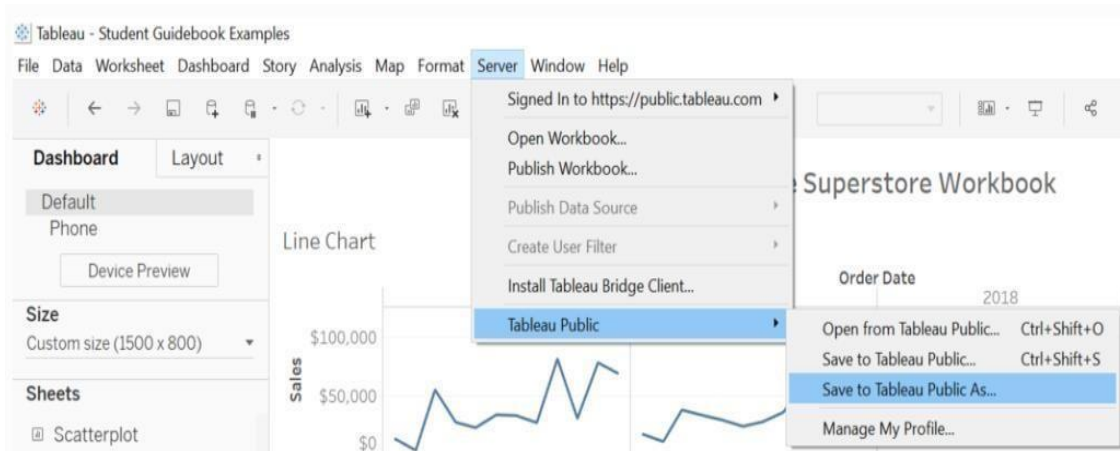 Tableau - Student Guidebook Examples
File Data Worksheet Dashboard Story Analysis Map Format Server Window Help
Signed In to https://public.tableau.com
Open Workbook...
Publish Workbook...
Publish Data Source
Create User Filter
Install Tableau Bridge Client...
Tableau Public
Open from Tableau Public... Ctrl+Shift+O
Save to Tableau Public... Ctrl+Shift+S
Save to Tableau Public As...
Manage My Profile...
Dashboard Layout
Default
Phone
Device Preview
Size
Custom size (1500 x 800)
Sheets
Scatterplot
Superstore Workbook
Line Chart
Order Date
2018
Sales
$100,000
$50,000
$0